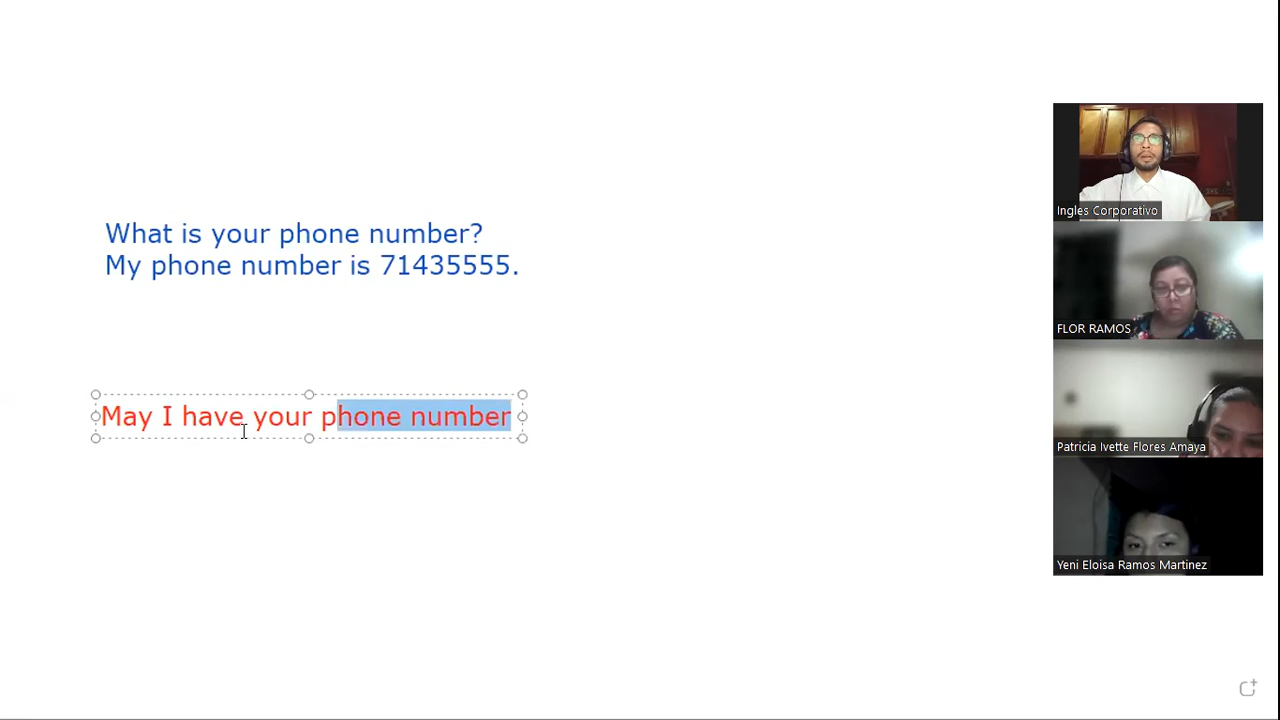 What is your phone number?
My phone number is 71435555.
May I have your phone number
Ingles Corporativo
FLOR RAMOS
Patricia Ivette Flores Amaya
Yeni Eloisa Ramos Martinez